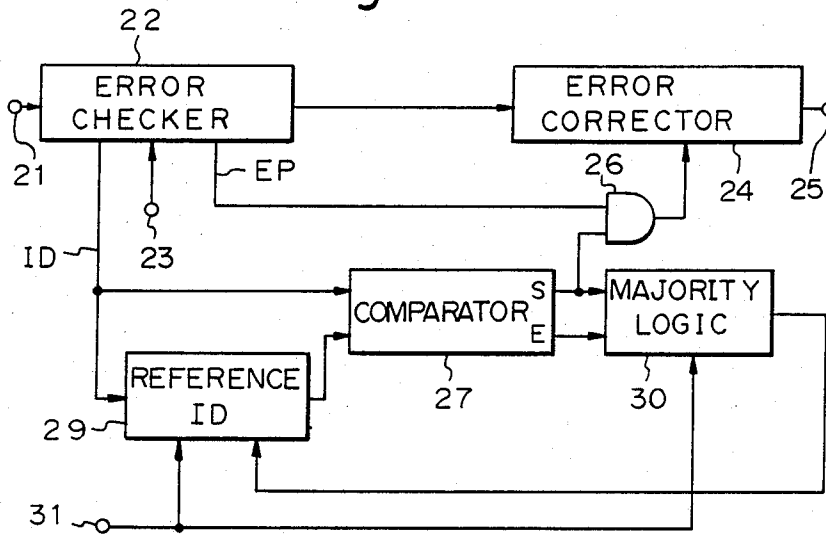 g
22
ERROR
CHECKER
ERROR
CORRECTOR
21
EP
23
26
24
25
ID
COMPARATOR
S
E
MAJORITY
LOGIC
REFERENCE
ID
29
27
30
31